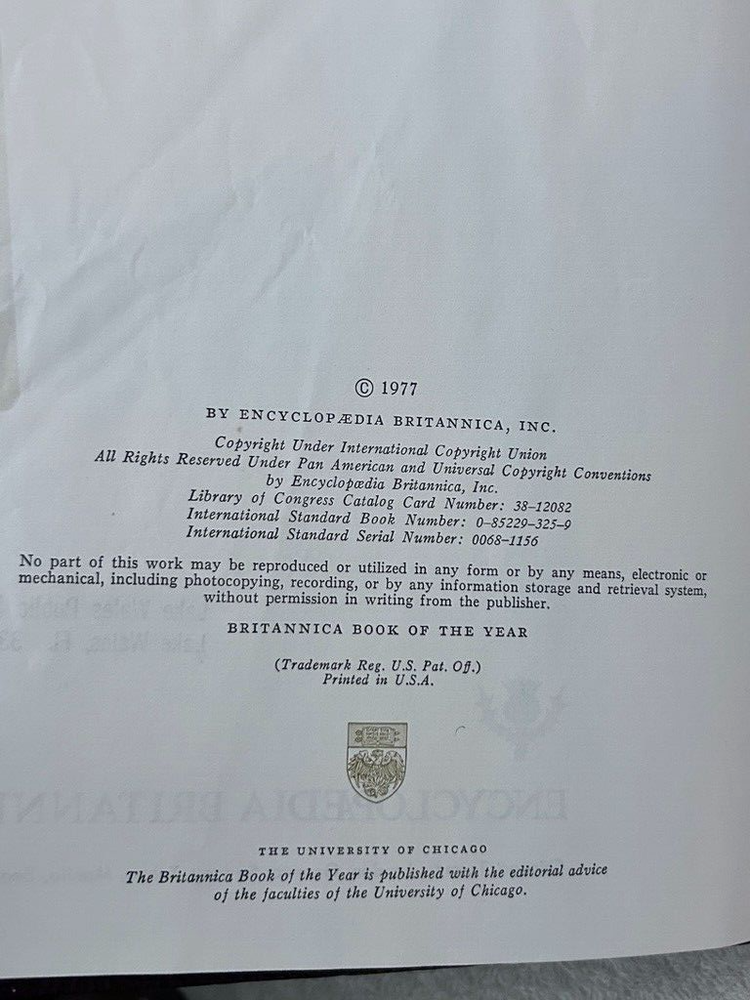 © 1977
BY ENCYCLOPÆDIA BRITANNICA, INC.
Copyright Under International Copyright Union
All Rights Reserved Under Pan American and Universal Copyright Conventions
by Encyclopædia Britannica, Inc.
Library of Congress Catalog Card Number: 38–12082
International Standard Book Number: 0–85229–325–9
International Standard Serial Number: 0068–1156
No part of this work may be reproduced or utilized in any form or by any means, electronic or
mechanical, including photocopying, recording, or by any information storage and retrieval system,
without permission in writing from the publisher.
BRITANNICA BOOK OF THE YEAR
(Trademark Reg. U.S. Pat. Off.)
Printed in U.S.A.
THE UNIVERSITY OF CHICAGO
The Britannica Book of the Year is published with the editorial advice
of the faculties of the University of Chicago.